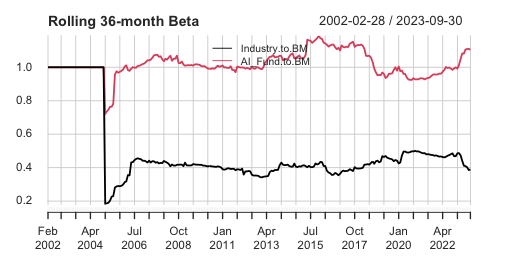 Rolling 36-month Beta 2002-02-28 / 2023-09-30
Industry.to.BM
AI_Fund.to.BM
1.0
0.8
0.6
0.4
0.2
Feb Apr Jul Oct Jan Apr Jul Oct Jan Apr
2002 2004 2006 2008 2011 2013 2015 2017 2020 2022